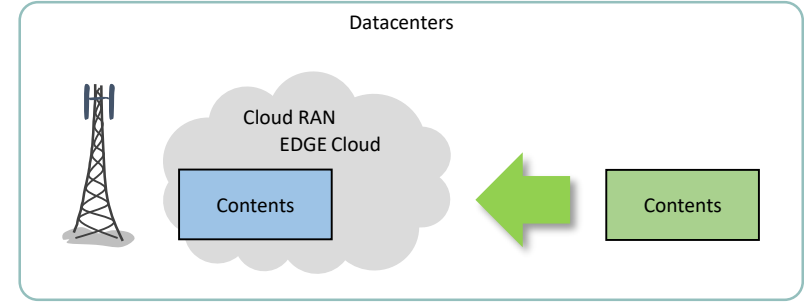 Datacenters
Cloud RAN
EDGE Cloud
Contents
Contents